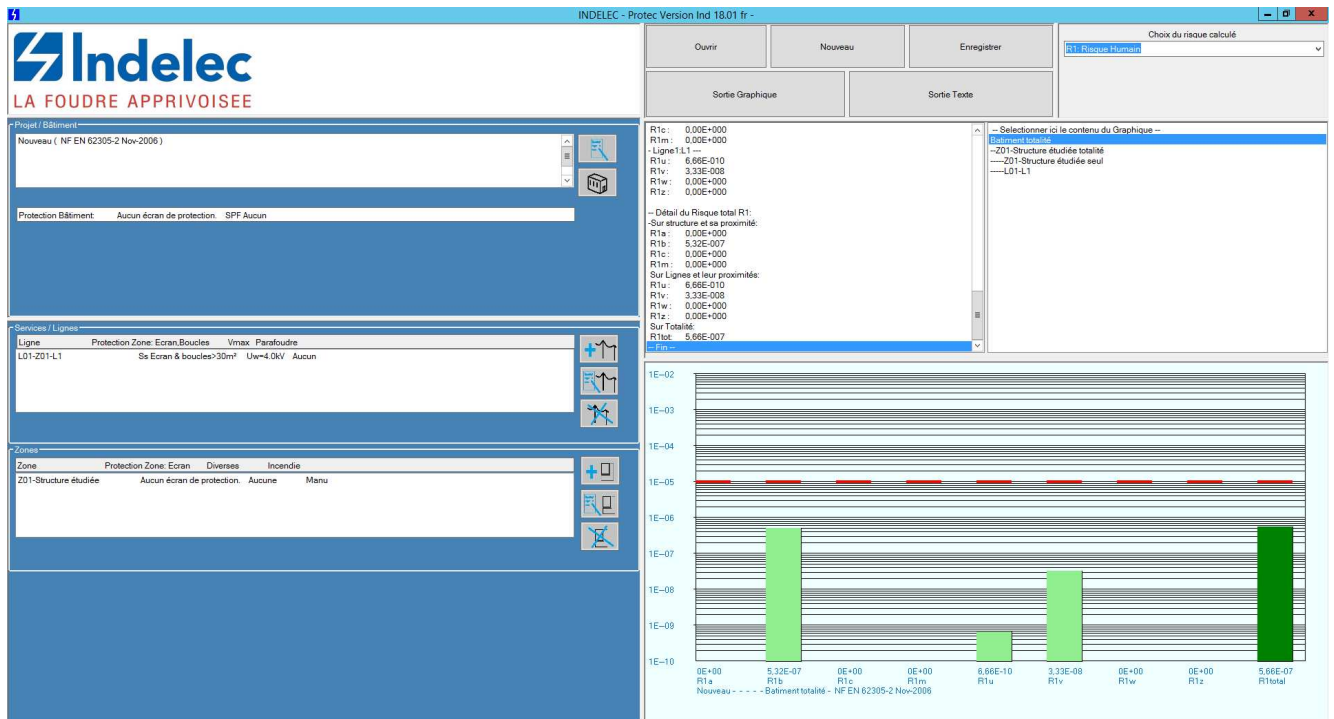 INDELEC - Protec Version Ind 18.01 fr -
Indelec
LA FOUDRE APPRIVOISEE
Ouvrir
Nouveau
Enregistrer
Sortie Graphique
Sortie Texte
Choix du risque calculé
R1: Risque Humain
Projet / Bâtiment
Nouveau ( NF EN 62305-2 Nov-2006 )
Protection Bâtiment: Aucun écran de protection. SPF Aucun
Services / Lignes
Ligne Protection Zone: Ecran,Boucles Vmax Parafoudre
L01-Z01-L1 Ss Ecran & boucles>30m² Uw=4.0kV Aucun
Zones
Zone Protection Zone: Ecran Diverses Incendie
Z01-Structure étudiée Aucun écran de protection. Aucune Manu
R1c : 0,00E+000
R1m : 0,00E+000
- Ligne1:L1 ---
R1u : 6,66E-010
R1v : 3,33E-008
R1w : 0,00E+000
R1z : 0,00E+000
-- Détail du Risque total R1:
-Sur structure et sa proximité:
R1a : 0,00E+000
R1b : 5,32E-007
R1c : 0,00E+000
R1m : 0,00E+000
Sur Lignes et leur proximités:
R1u : 6,66E-010
R1v : 3,33E-008
R1w : 0,00E+000
R1z : 0,00E+000
Sur Totalité:
R1tot: 5,66E-007
-- Fin --
-- Selectionner ici le contenu du Graphique --
Batiment totalité
--Z01-Structure étudiée totalité
-----Z01-Structure étudiée seul
-----L01-L1
1E-02
1E-03
1E-04
1E-05
1E-06
1E-07
1E-08
1E-09
1E-10
0E+00 5,32E-07 0E+00 0E+00 6,66E-10 3,33E-08 0E+00 0E+00 5,66E-07
R1a R1b R1c R1m R1u R1v R1w R1z R1total
Nouveau - - - - - Batiment totalité - NF EN 62305-2 Nov-2006